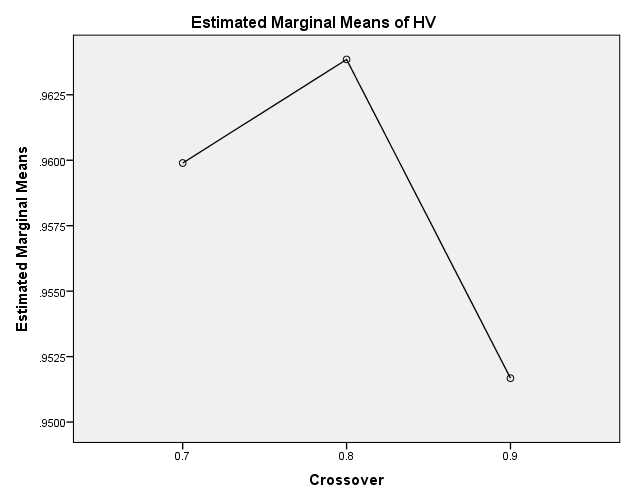 Estimated Marginal Means of HV
Estimated Marginal Means
.9625
.9600
.9575
.9550
.9525
.9500
0.7 0.8 0.9
Crossover